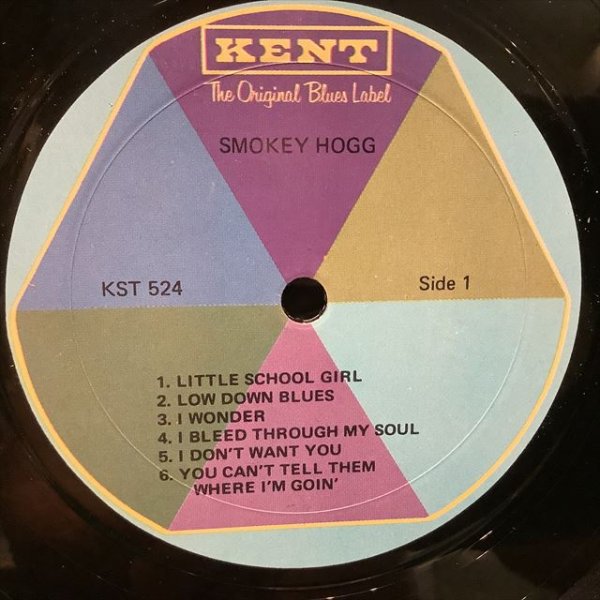 KENT
The Original Blues Label
SMOKEY HOGG
KST 524
Side 1
1. LITTLE SCHOOL GIRL
2. LOW DOWN BLUES
3. I WONDER
4. I BLEED THROUGH MY SOUL
5. I DON'T WANT YOU
6. YOU CAN'T TELL THEM
WHERE I'M GOIN'